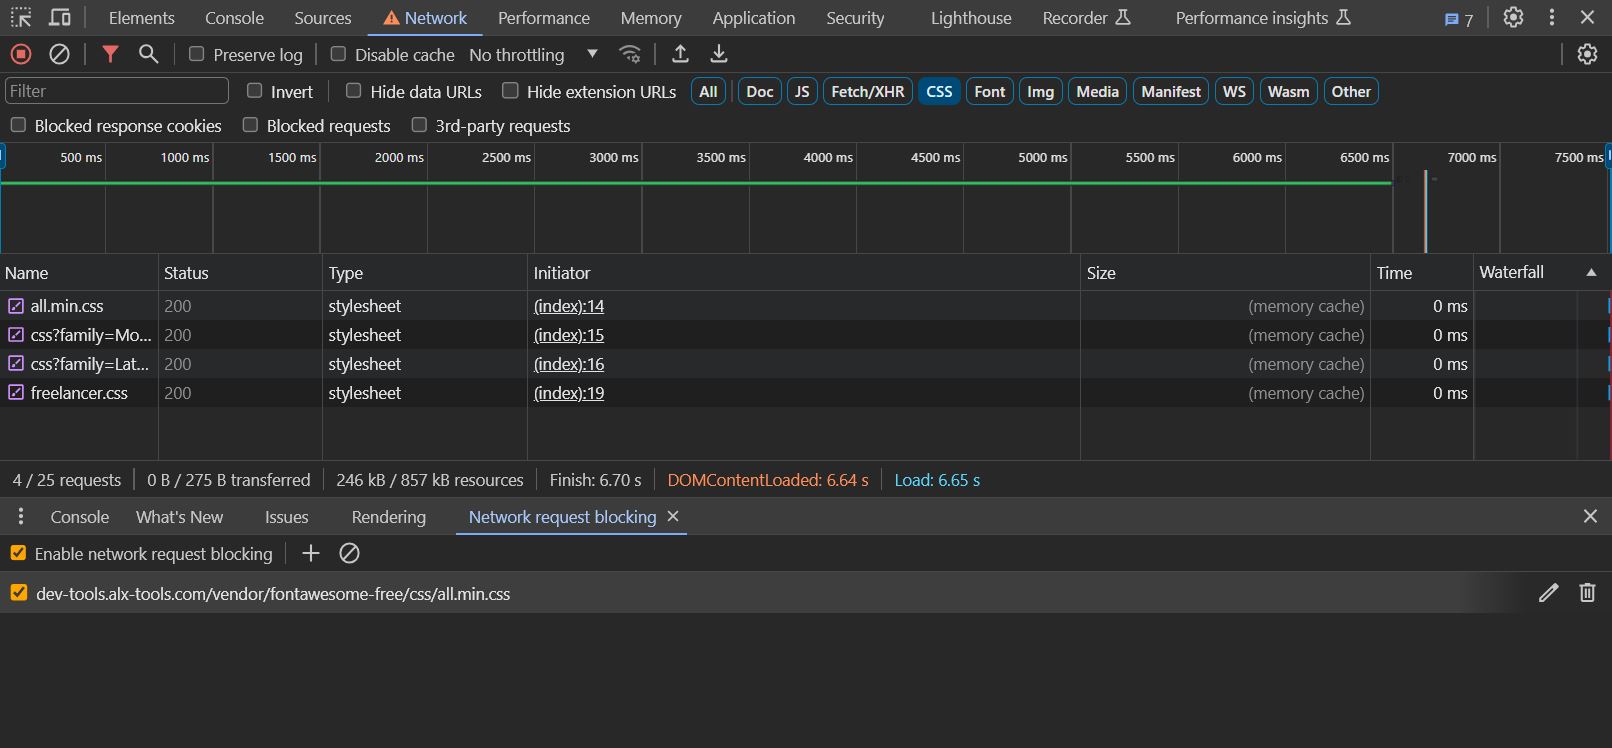 Elements Console Sources Network Performance Memory Application Security Lighthouse Recorder Performance insights 7
Preserve log Disable cache No throttling
Filter Invert Hide data URLs Hide extension URLs All Doc JS Fetch/XHR CSS Font Img Media Manifest WS Wasm Other
Blocked response cookies Blocked requests 3rd-party requests
500 ms 1000 ms 1500 ms 2000 ms 2500 ms 3000 ms 3500 ms 4000 ms 4500 ms 5000 ms 5500 ms 6000 ms 6500 ms 7000 ms 7500 ms
Name Status Type Initiator Size Time Waterfall
all.min.css 200 stylesheet (index):14 (memory cache) 0 ms
css?family=Mo... 200 stylesheet (index):15 (memory cache) 0 ms
css?family=Lat... 200 stylesheet (index):16 (memory cache) 0 ms
freelancer.css 200 stylesheet (index):19 (memory cache) 0 ms
4 / 25 requests 0 B / 275 B transferred 246 kB / 857 kB resources Finish: 6.70 s DOMContentLoaded: 6.64 s Load: 6.65 s
Console What's New Issues Rendering Network request blocking
Enable network request blocking
dev-tools.alx-tools.com/vendor/fontawesome-free/css/all.min.css